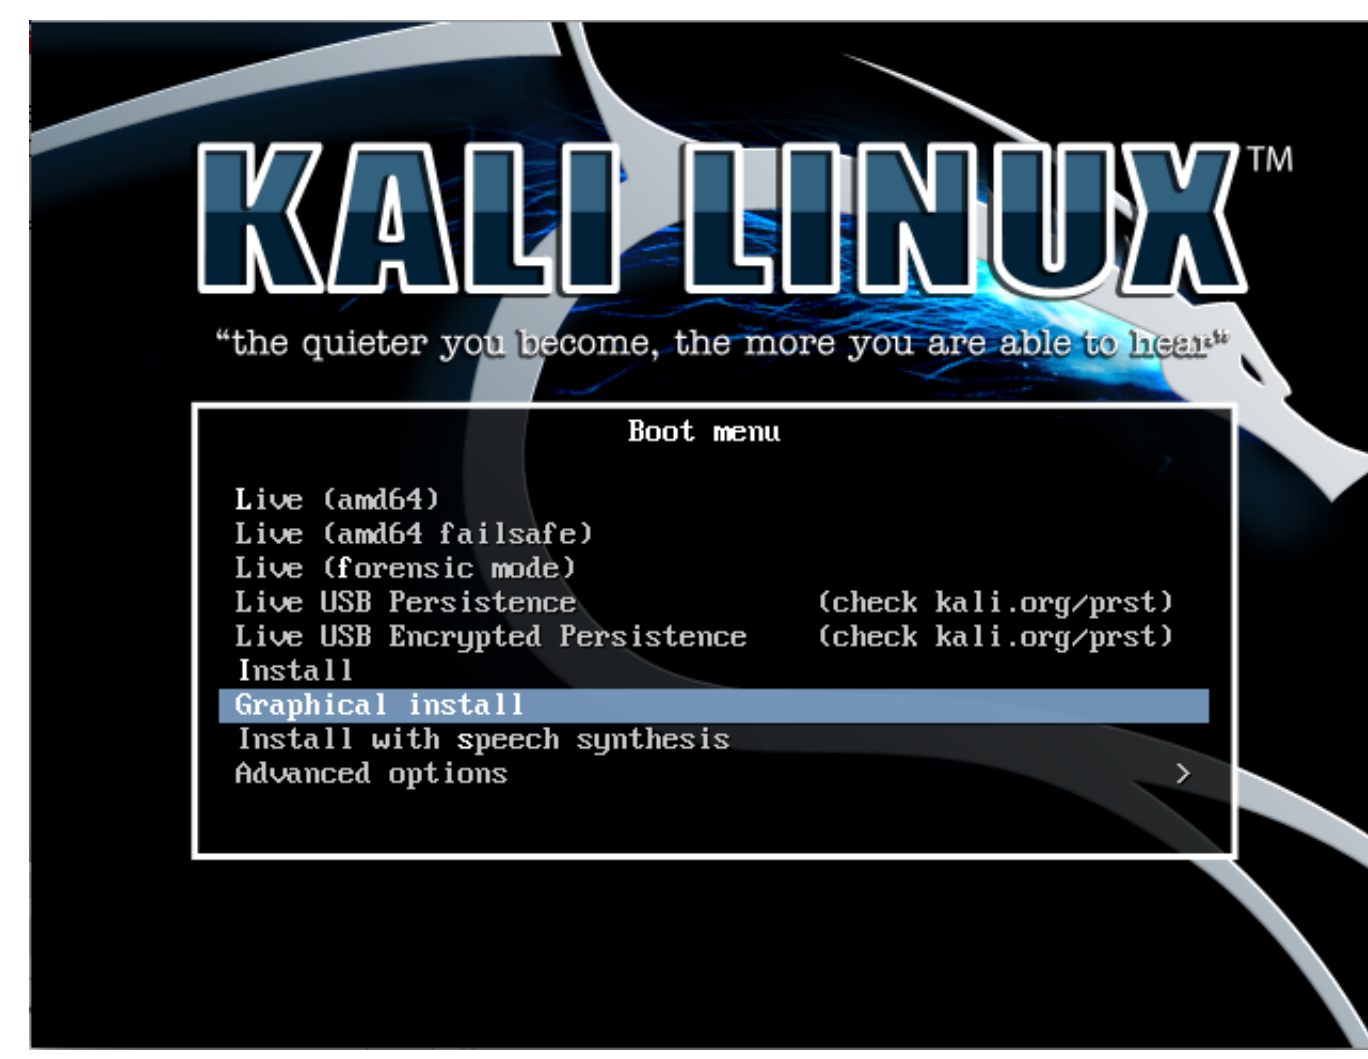 KALI LINUX™
“the quieter you become, the more you are able to hear”
Boot menu
Live (amd64)
Live (amd64 failsafe)
Live (forensic mode)
Live USB Persistence (check kali.org/prst)
Live USB Encrypted Persistence (check kali.org/prst)
Install
Graphical install
Install with speech synthesis
Advanced options >